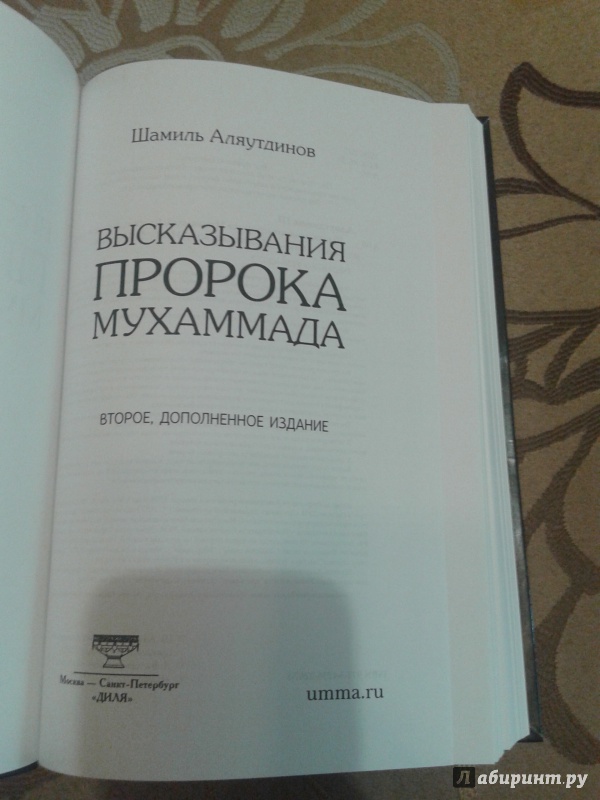 Шамиль Аляутдинов
ВЫСКАЗЫВАНИЯ
ПРОРОКА
МУХАММАДА
ВТОРОЕ, ДОПОЛНЕННОЕ ИЗДАНИЕ
Москва — Санкт-Петербург
«ДИЛЯ»
umma.ru
Лабиринт.ру